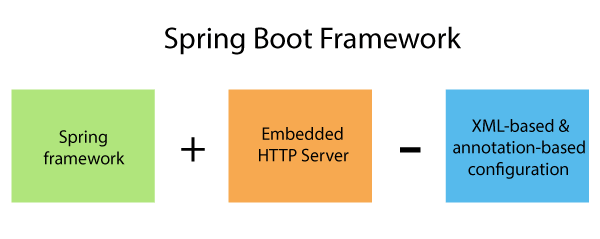 Spring Boot Framework
Spring
framework
+
Embedded
HTTP Server
-
XML-based &
annotation-based
configuration